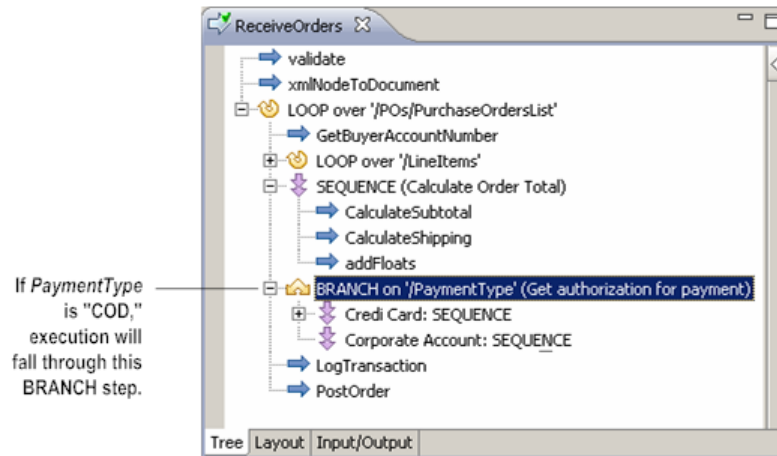 ReceiveOrders
validate
xmlNodeToDocument
LOOP over '/POs/PurchaseOrdersList'
GetBuyerAccountNumber
LOOP over '/LineItems'
SEQUENCE (Calculate Order Total)
CalculateSubtotal
CalculateShipping
addFloats
If PaymentType
is "COD,"
execution will
fall through this
BRANCH step.
BRANCH on '/PaymentType' (Get authorization for payment)
Credi Card: SEQUENCE
Corporate Account: SEQUENCE
LogTransaction
PostOrder
Tree Layout Input/Output